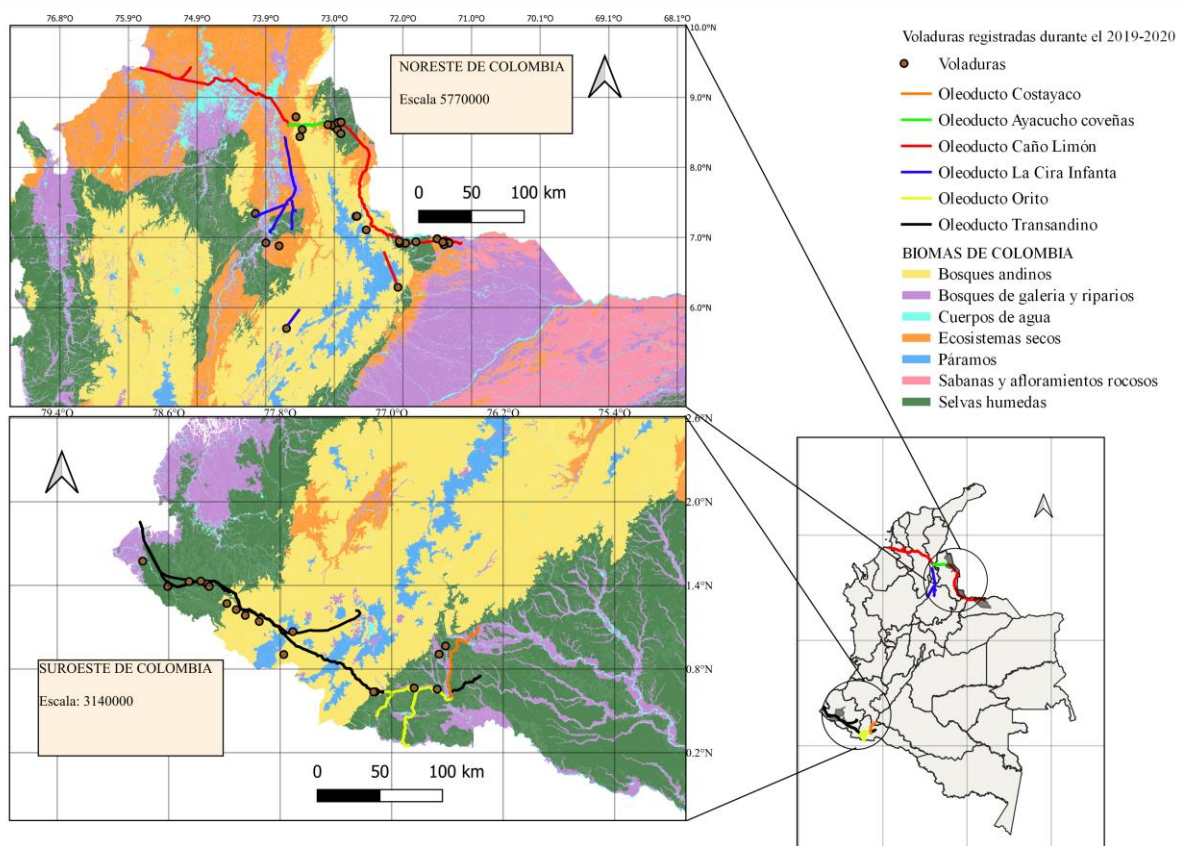 76.8°O 75.9°O 74.9°O 73.9°O 73.0°O 72.0°O 71.0°O 70.1°O 69.1°O 68.1°O
10.0°N
9.0°N
8.0°N
7.0°N
6.0°N
NORESTE DE COLOMBIA
Escala 5770000
0 50 100 km
79.4°O 78.6°O 77.8°O 77.0°O 76.2°O 75.4°O
2.6°N
2.0°N
1.4°N
0.8°N
0.2°N
SUROESTE DE COLOMBIA
Escala: 3140000
0 50 100 km
Voladuras registradas durante el 2019-2020
Voladuras
Oleoducto Costayaco
Oleoducto Ayacucho coveñas
Oleoducto Caño Limón
Oleoducto La Cira Infanta
Oleoducto Orito
Oleoducto Transandino
BIOMAS DE COLOMBIA
Bosques andinos
Bosques de galeria y riparios
Cuerpos de agua
Ecosistemas secos
Páramos
Sabanas y afloramientos rocosos
Selvas humedas